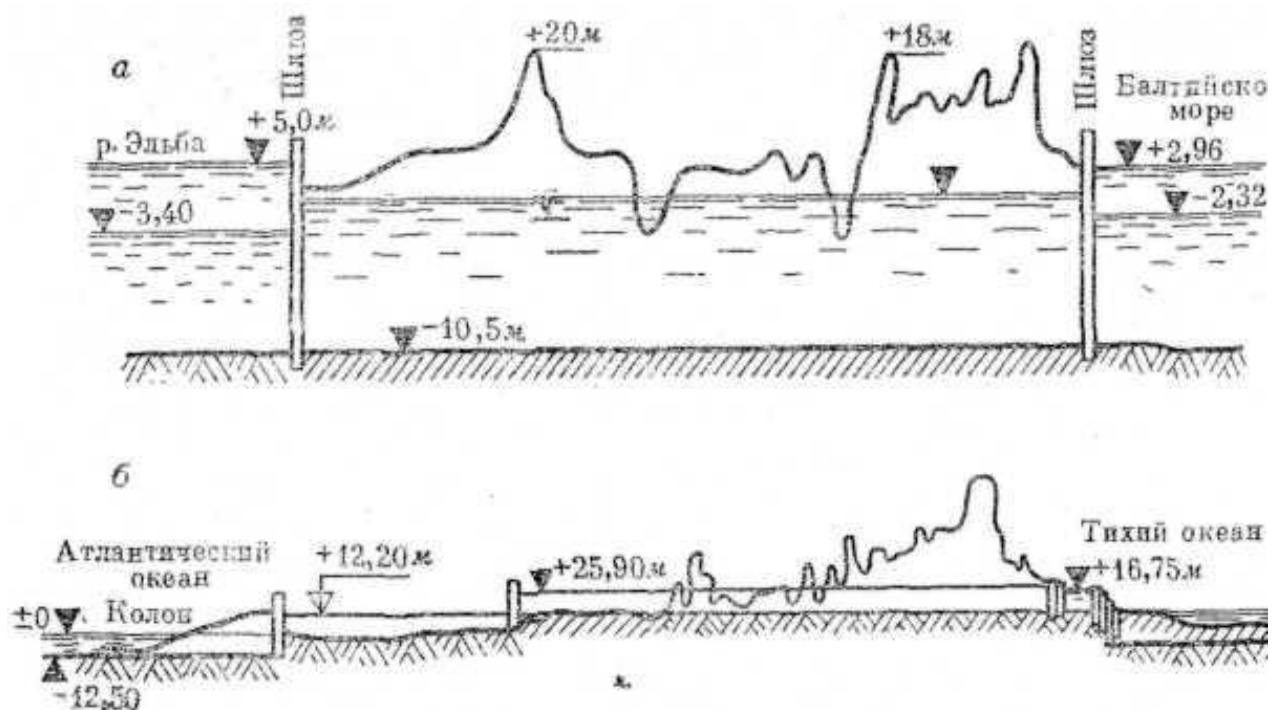 а
Шлюз
+20м
+18м
Шлюз
Балтийско
море
+5,0м
р. Эльба
+2,96
-3,40
-2,32
-10,5м
б
Атлантический
океан
Колон
+12,20м
+25,90м
Тихий океан
+16,75м
±0
-12,50